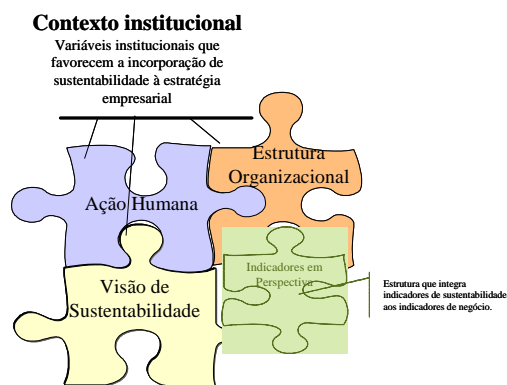 Contexto institucional
Variáveis institucionais que
favorecem a incorporação de
sustentabilidade à estratégia
empresarial
Estrutura
Organizacional
Ação Humana
Indicadores em
Perspectiva
Visão de
Sustentabilidade
Estrutura que integra
indicadores de sustentabilidade
aos indicadores de negócio.